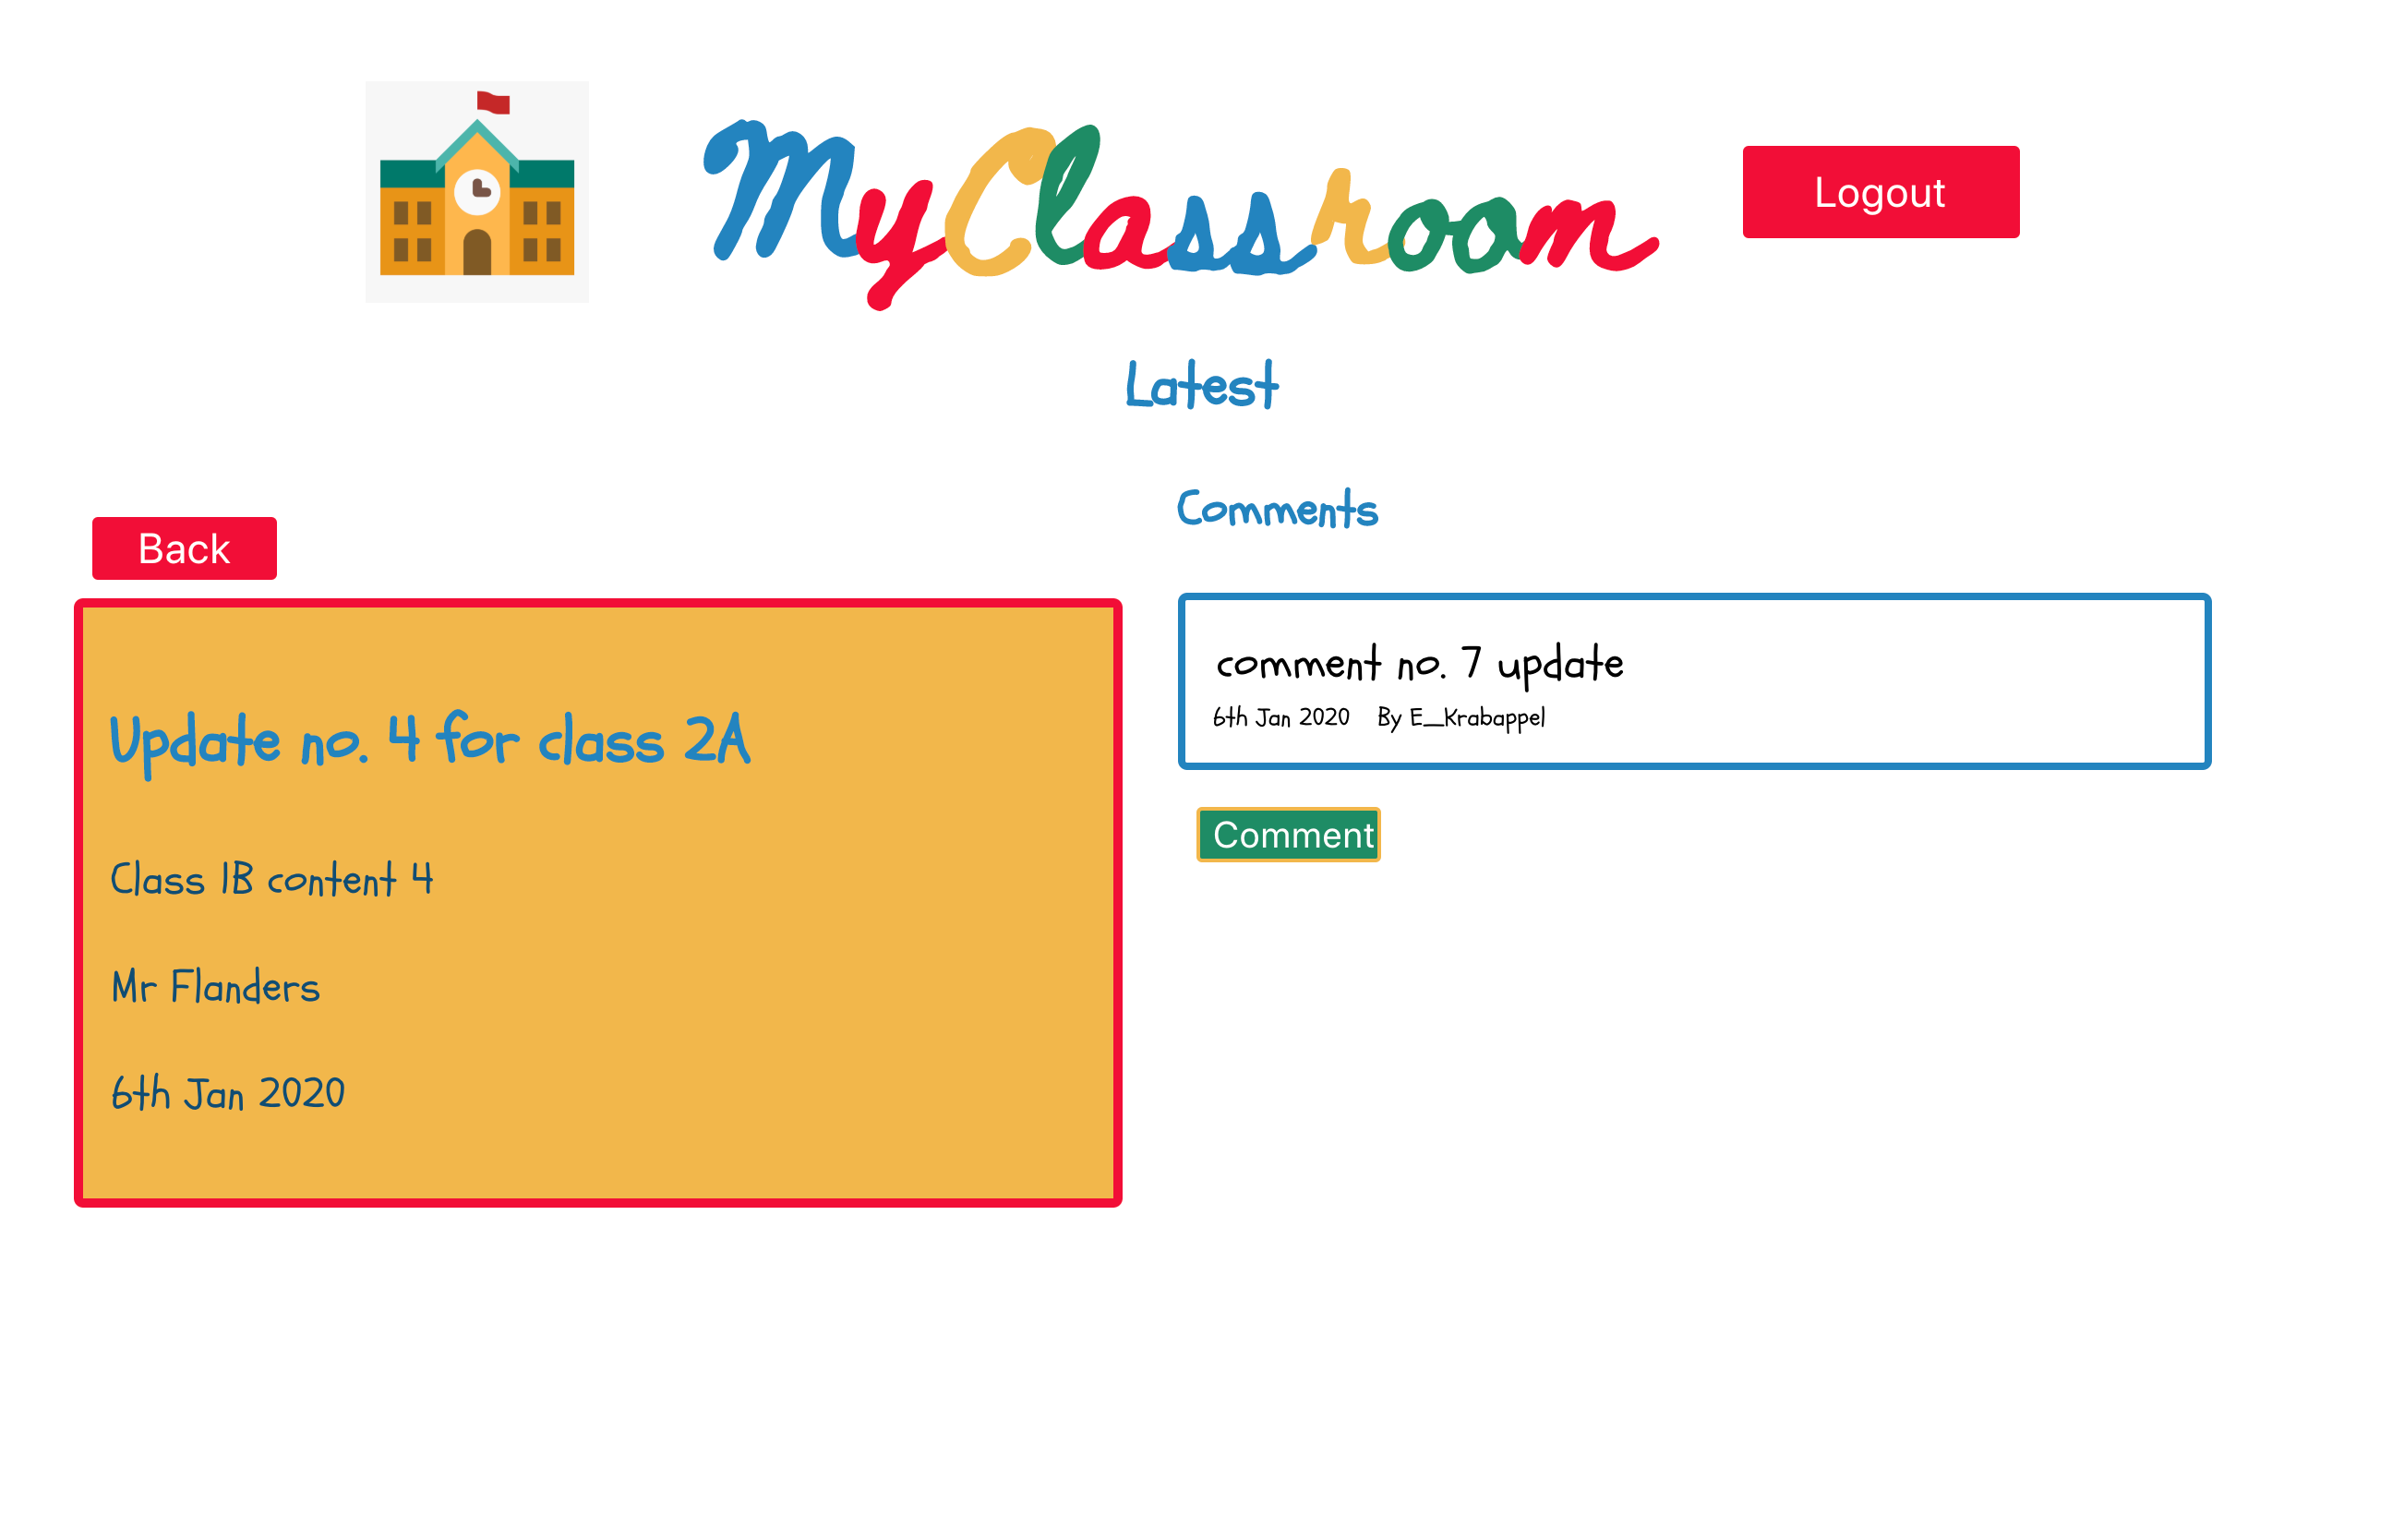 MyClassroom
Logout
Latest
Back
Update no. 4 for class 2A
Class 1B content 4
Mr Flanders
6th Jan 2020
Comments
comment no. 7 update
6th Jan 2020 By E_Krabappel
Comment